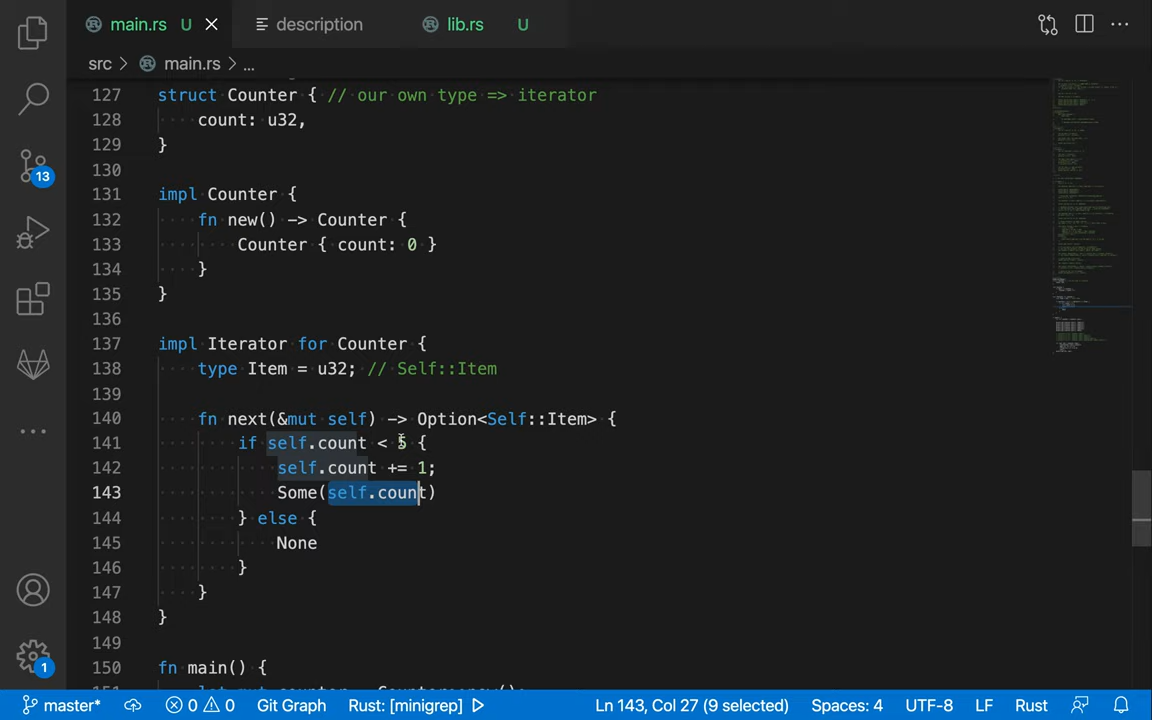 main.rs U
description
lib.rs U
src > main.rs > ...
127 struct Counter { // our own type => iterator
128 count: u32,
129 }
130
131 impl Counter {
132 fn new() -> Counter {
133 Counter { count: 0 }
134 }
135 }
136
137 impl Iterator for Counter {
138 type Item = u32; // Self::Item
139
140 fn next(&mut self) -> Option<Self::Item> {
141 if self.count < 5 {
142 self.count += 1;
143 Some(self.count)
144 } else {
145 None
146 }
147 }
148 }
149
150 fn main() {
13
1
master* 0 0 Git Graph Rust: [minigrep] Ln 143, Col 27 (9 selected) Spaces: 4 UTF-8 LF Rust